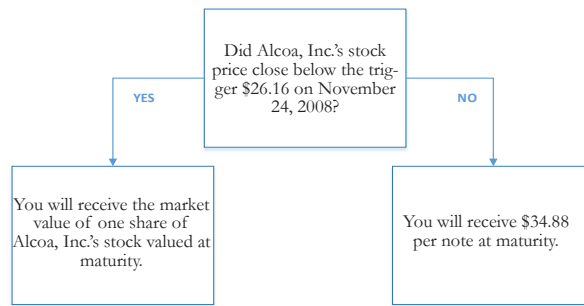 Did Alcoa, Inc.'s stock
price close below the trig-
ger $26.16 on November
24, 2008?
YES
NO
You will receive the market
value of one share of
Alcoa, Inc.'s stock valued at
maturity.
You will receive $34.88
per note at maturity.